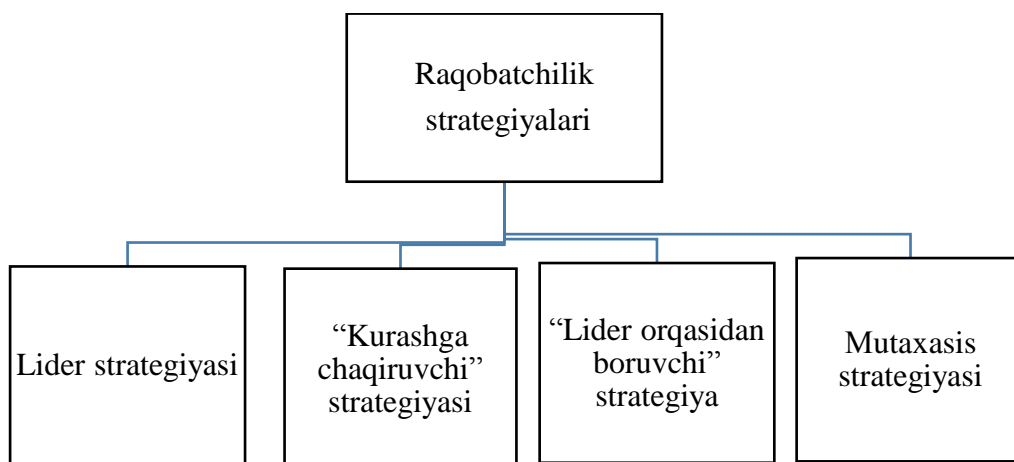 Raqobatchilik
strategiyalari
Lider strategiyasi
“Kurashga
chaqiruvchi”
strategiyasi
“Lider orqasidan
boruvchi”
strategiya
Mutaxasis
strategiyasi